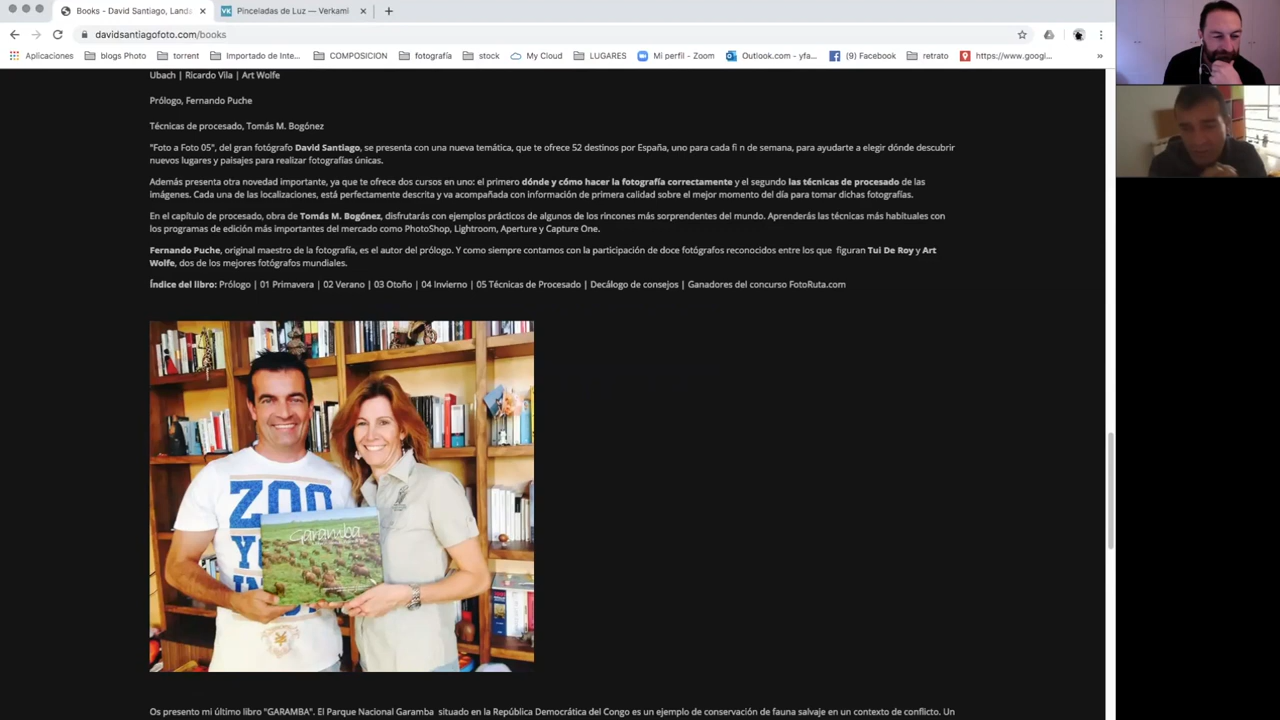 Books - David Santiago, Landa
Pinceladas de Luz — Verkami
davidsantiagofoto.com/books
Aplicaciones
blogs Photo
torrent
Importado de Inte...
COMPOSICION
fotografía
stock
My Cloud
LUGARES
Mi perfil - Zoom
Outlook.com - yfa...
(9) Facebook
retrato
https://www.googl...
»
Ubach | Ricardo Vila | Art Wolfe
Prólogo, Fernando Puche
Técnicas de procesado, Tomás M. Bogónez
"Foto a Foto 05", del gran fotógrafo David Santiago, se presenta con una nueva temática, que te ofrece 52 destinos por España, uno para cada fi n de semana, para ayudarte a elegir dónde descubrir
nuevos lugares y paisajes para realizar fotografías únicas.
Además presenta otra novedad importante, ya que te ofrece dos cursos en uno: el primero dónde y cómo hacer la fotografía correctamente y el segundo las técnicas de procesado de las
imágenes. Cada una de las localizaciones, está perfectamente descrita y va acompañada con información de primera calidad sobre el mejor momento del día para tomar dichas fotografías.
En el capítulo de procesado, obra de Tomás M. Bogónez, disfrutarás con ejemplos prácticos de algunos de los rincones más sorprendentes del mundo. Aprenderás las técnicas más habituales con
los programas de edición más importantes del mercado como PhotoShop, Lightroom, Aperture y Capture One.
Fernando Puche, original maestro de la fotografía, es el autor del prólogo. Y como siempre contamos con la participación de doce fotógrafos reconocidos entre los que figuran Tui De Roy y Art
Wolfe, dos de los mejores fotógrafos mundiales.
Índice del libro: Prólogo | 01 Primavera | 02 Verano | 03 Otoño | 04 Invierno | 05 Técnicas de Procesado | Decálogo de consejos | Ganadores del concurso FotoRuta.com
ZOO
Garamba
Os presento mi último libro "GARAMBA". El Parque Nacional Garamba situado en la República Democrática del Congo es un ejemplo de conservación de fauna salvaje en un contexto de conflicto. Un